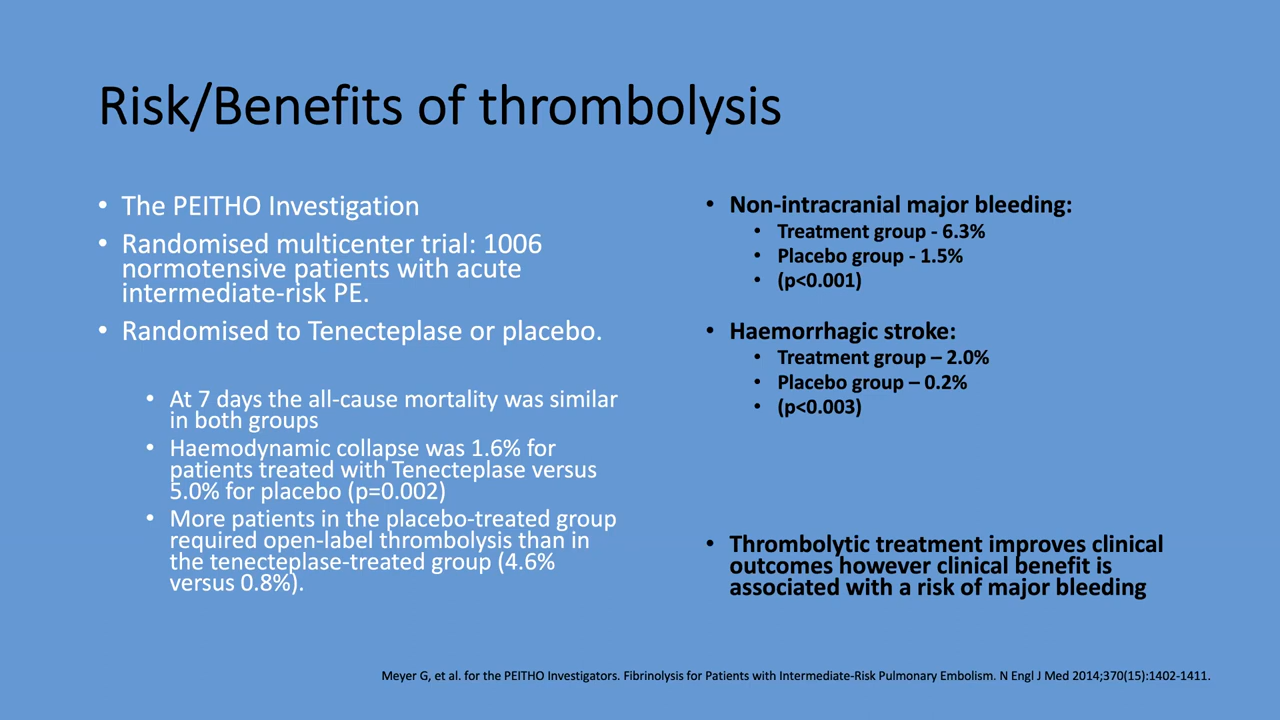 Risk/Benefits of thrombolysis
• The PEITHO Investigation
• Randomised multicenter trial: 1006
normotensive patients with acute
intermediate-risk PE.
• Randomised to Tenecteplase or placebo.
• At 7 days the all-cause mortality was similar
in both groups
• Haemodynamic collapse was 1.6% for
patients treated with Tenecteplase versus
5.0% for placebo (p=0.002)
• More patients in the placebo-treated group
required open-label thrombolysis than in
the tenecteplase-treated group (4.6%
versus 0.8%).
• Non-intracranial major bleeding:
• Treatment group - 6.3%
• Placebo group - 1.5%
• (p<0.001)
• Haemorrhagic stroke:
• Treatment group – 2.0%
• Placebo group – 0.2%
• (p<0.003)
• Thrombolytic treatment improves clinical
outcomes however clinical benefit is
associated with a risk of major bleeding
Meyer G, et al. for the PEITHO Investigators. Fibrinolysis for Patients with Intermediate-Risk Pulmonary Embolism. N Engl J Med 2014;370(15):1402-1411.